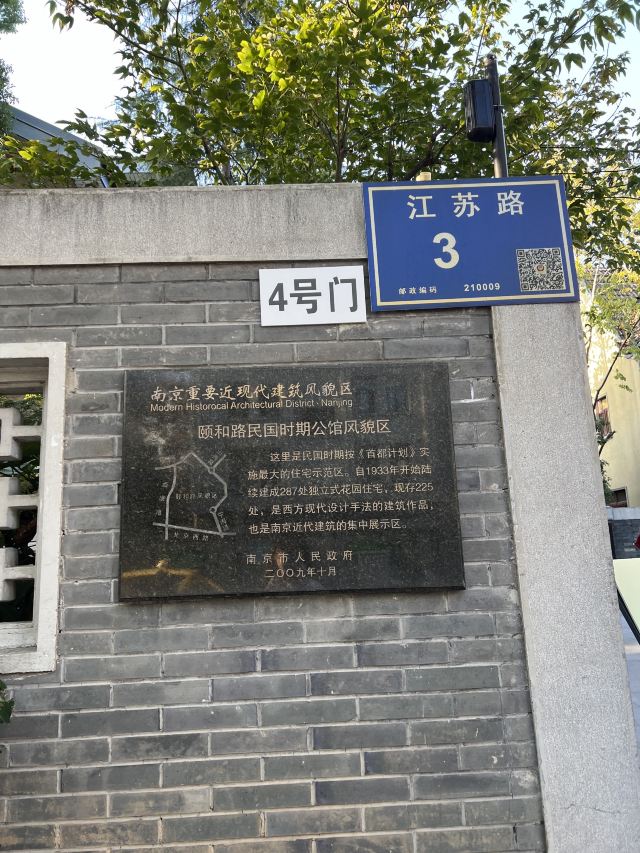 江苏路
3
邮政编码 210009
4号门
南京重要近现代建筑风貌区
Modern Historocal Architectural District · Nanjing
颐和路民国时期公馆风貌区
这里是民国时期按《首都计划》实
施最大的住宅示范区。自1933年开始陆
续建成287处独立式花园住宅，现存225
处，是西方现代设计手法的建筑作品，
也是南京近代建筑的集中展示区。
南京市人民政府
二〇〇九年十月
北京西路